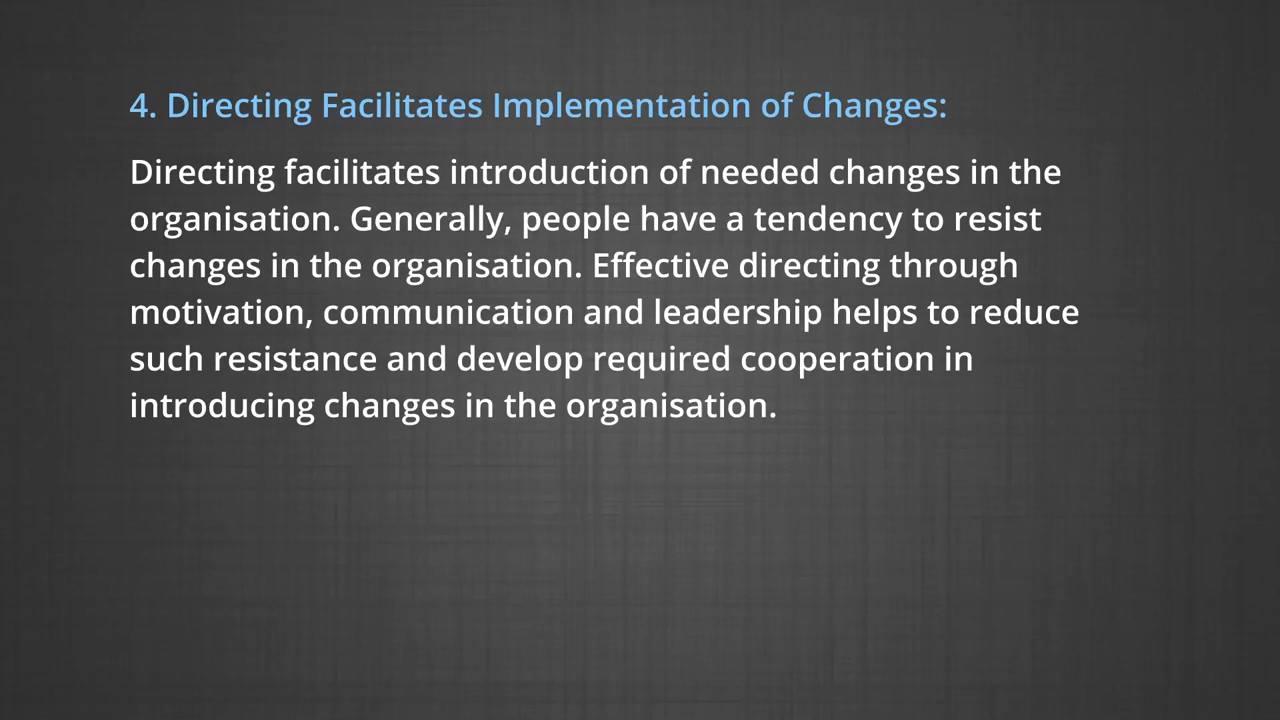 4. Directing Facilitates Implementation of Changes:
Directing facilitates introduction of needed changes in the
organisation. Generally, people have a tendency to resist
changes in the organisation. Effective directing through
motivation, communication and leadership helps to reduce
such resistance and develop required cooperation in
introducing changes in the organisation.